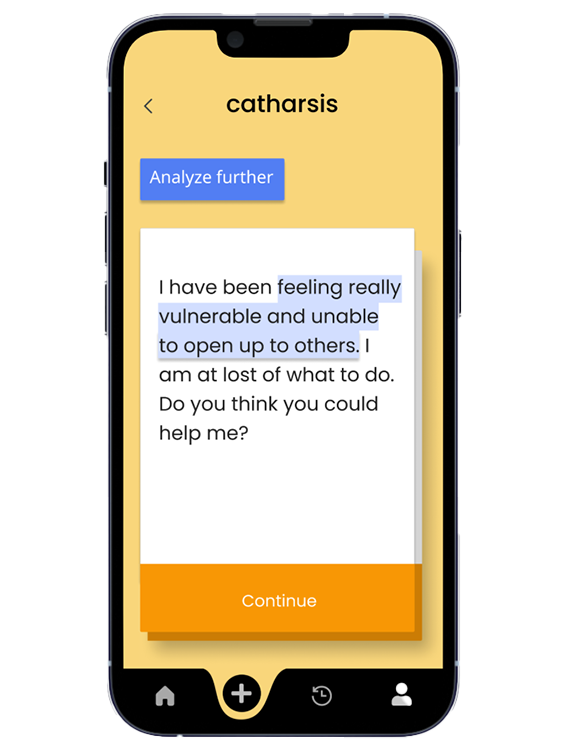 catharsis
Analyze further
I have been feeling really
vulnerable and unable
to open up to others. I
am at lost of what to do.
Do you think you could
help me?
Continue